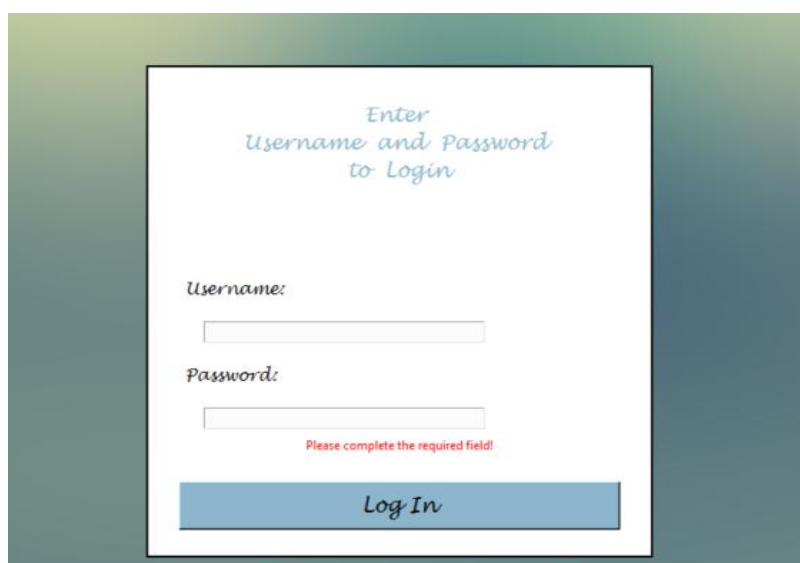 Enter
Username and Password
to Login
Username:
Password:
Please complete the required field!
Log In